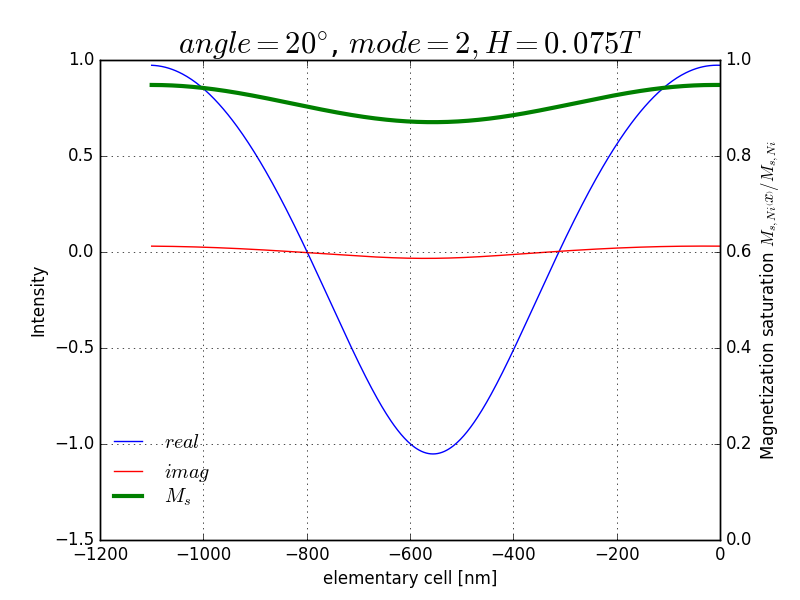 angle = 20°, mode = 2, H = 0.075T
1.0
0.5
0.0
−0.5
−1.0
−1.5
Intensity
1.0
0.8
0.6
0.4
0.2
0.0
Magnetization saturation M_{s,Ni}(x)/M_{s,Ni}
real
imag
M_s
−1200
−1000
−800
−600
−400
−200
0
elementary cell [nm]